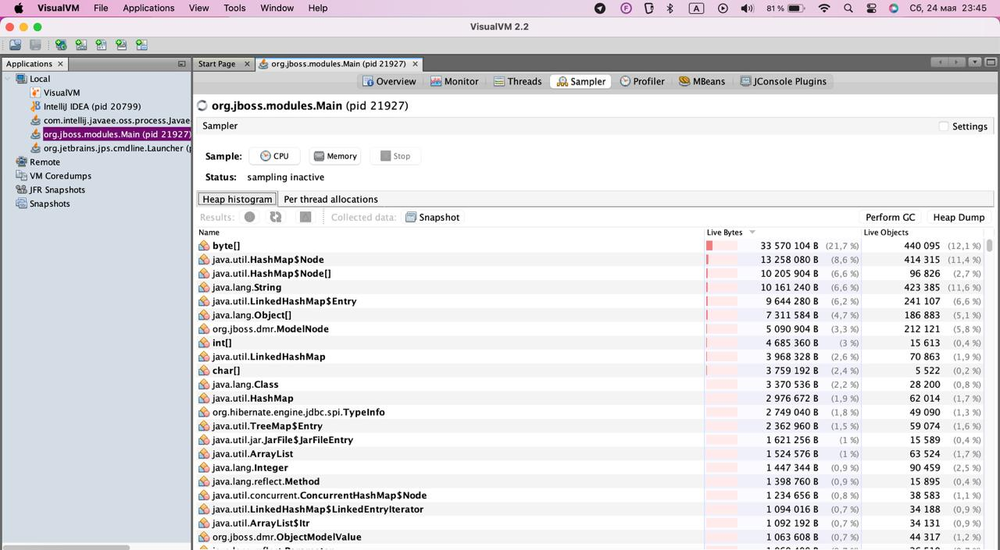 VisualVM File Applications View Tools Window Help A 81 % Сб, 24 мая 23:45
VisualVM 2.2
Applications × Start Page × org.jboss.modules.Main (pid 21927) ×
Local
VisualVM
IntelliJ IDEA (pid 20799)
com.intellij.javaee.oss.process.Javae
org.jboss.modules.Main (pid 21927)
org.jetbrains.jps.cmdline.Launcher (p
Remote
VM Coredumps
JFR Snapshots
Snapshots
Overview Monitor Threads Sampler Profiler MBeans JConsole Plugins
org.jboss.modules.Main (pid 21927)
Sampler Settings
Sample: CPU Memory Stop
Status: sampling inactive
Heap histogram Per thread allocations
Results: Collected data: Snapshot Perform GC Heap Dump
Name Live Bytes Live Objects
byte[] 33 570 104 B (21,7 %) 440 095 (12,1 %)
java.util.HashMap$Node 13 258 080 B (8,6 %) 414 315 (11,4 %)
java.util.HashMap$Node[] 10 205 904 B (6,6 %) 96 826 (2,7 %)
java.lang.String 10 161 240 B (6,6 %) 423 385 (11,6 %)
java.util.LinkedHashMap$Entry 9 644 280 B (6,2 %) 241 107 (6,6 %)
java.lang.Object[] 7 311 584 B (4,7 %) 186 883 (5,1 %)
org.jboss.dmr.ModelNode 5 090 904 B (3,3 %) 212 121 (5,8 %)
int[] 4 685 360 B (3 %) 15 613 (0,4 %)
java.util.LinkedHashMap 3 968 328 B (2,6 %) 70 863 (1,9 %)
char[] 3 759 192 B (2,4 %) 5 522 (0,2 %)
java.lang.Class 3 370 536 B (2,2 %) 28 200 (0,8 %)
java.util.HashMap 2 976 672 B (1,9 %) 62 014 (1,7 %)
org.hibernate.engine.jdbc.spi.TypeInfo 2 749 040 B (1,8 %) 49 090 (1,3 %)
java.util.TreeMap$Entry 2 362 960 B (1,5 %) 59 074 (1,6 %)
java.util.jar.JarFile$JarFileEntry 1 621 256 B (1 %) 15 589 (0,4 %)
java.util.ArrayList 1 524 576 B (1 %) 63 524 (1,7 %)
java.lang.Integer 1 447 344 B (0,9 %) 90 459 (2,5 %)
java.lang.reflect.Method 1 398 760 B (0,9 %) 15 895 (0,4 %)
java.util.concurrent.ConcurrentHashMap$Node 1 234 656 B (0,8 %) 38 583 (1,1 %)
java.util.LinkedHashMap$LinkedEntryIterator 1 094 016 B (0,7 %) 34 188 (0,9 %)
java.util.ArrayList$Itr 1 092 192 B (0,7 %) 34 131 (0,9 %)
org.jboss.dmr.ObjectModelValue 1 063 608 B (0,7 %) 44 317 (1,2 %)